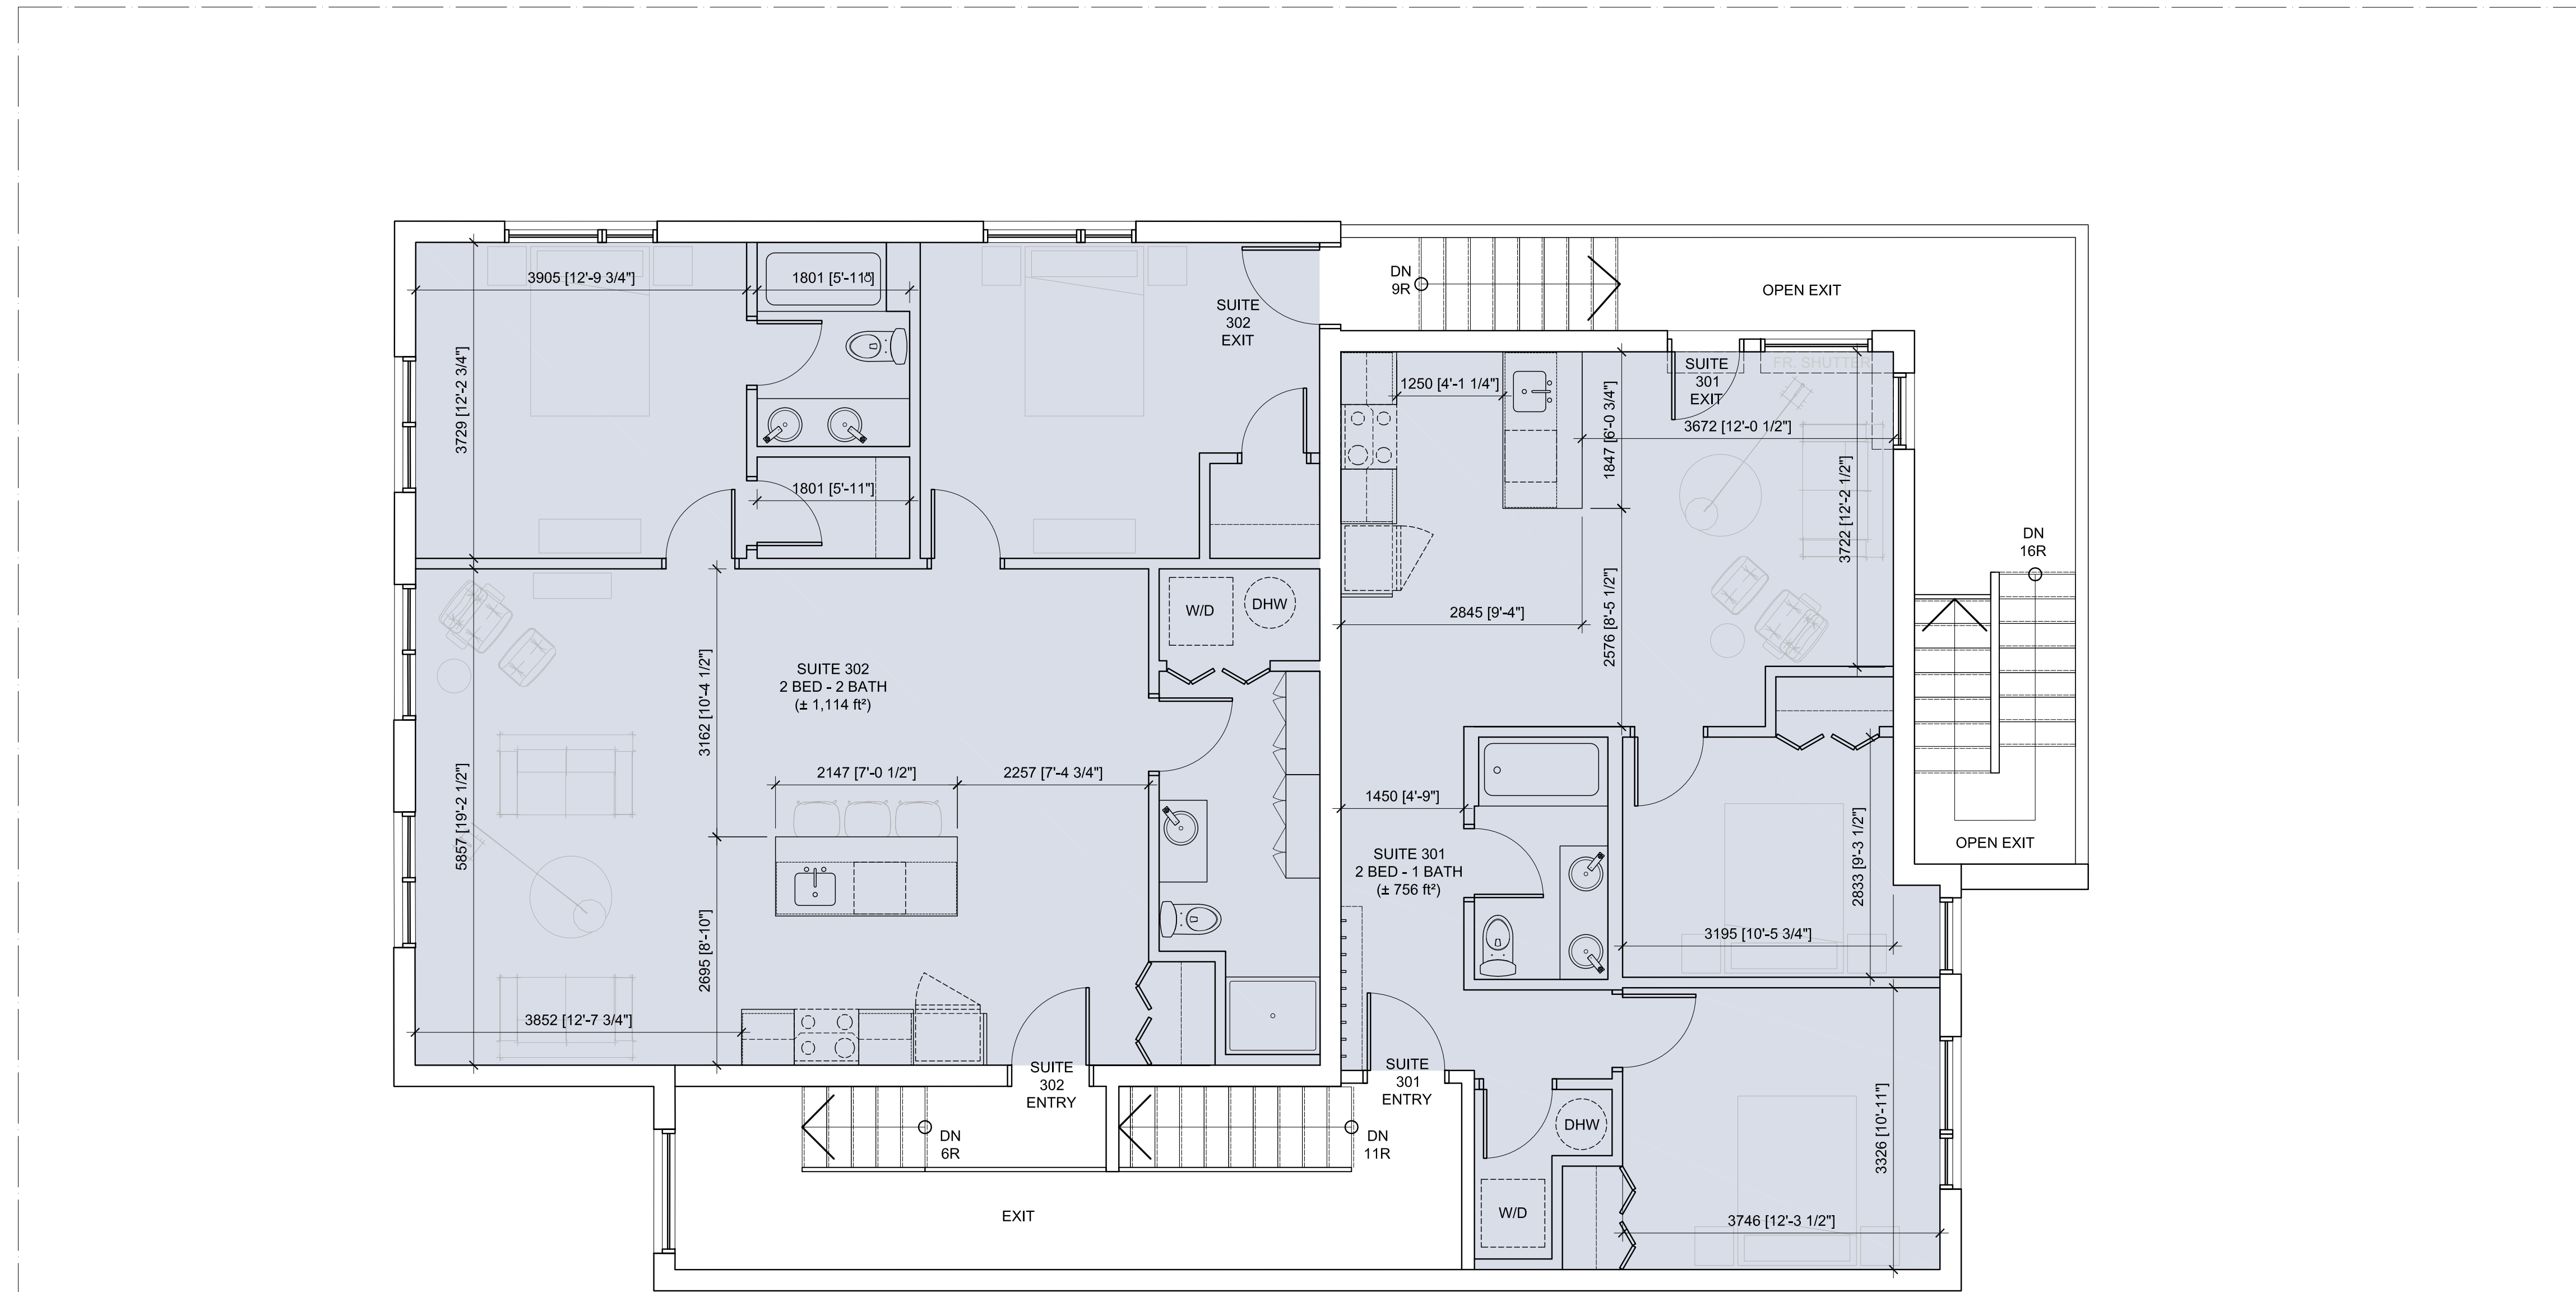 3905 [12'-9 3/4"]
1801 [5'-11"]
3729 [12'-2 3/4"]
1801 [5'-11"]
SUITE
302
EXIT
DN
9R
OPEN EXIT
SUITE
301
EXIT
FR. SHUTTER
1250 [4'-1 1/4"]
1847 [6'-0 3/4"]
3672 [12'-0 1/2"]
3722 [12'-2 1/2"]
2845 [9'-4"]
2576 [8'-5 1/2"]
DN
16R
OPEN EXIT
W/D
DHW
SUITE 302
2 BED - 2 BATH
(± 1,114 ft²)
3162 [10'-4 1/2"]
2147 [7'-0 1/2"]
2257 [7'-4 3/4"]
5857 [19'-2 1/2"]
2695 [8'-10"]
3852 [12'-7 3/4"]
1450 [4'-9"]
SUITE 301
2 BED - 1 BATH
(± 756 ft²)
2833 [9'-3 1/2"]
3195 [10'-5 3/4"]
SUITE
302
ENTRY
SUITE
301
ENTRY
DN
6R
DN
11R
EXIT
DHW
W/D
3326 [10'-11"]
3746 [12'-3 1/2"]